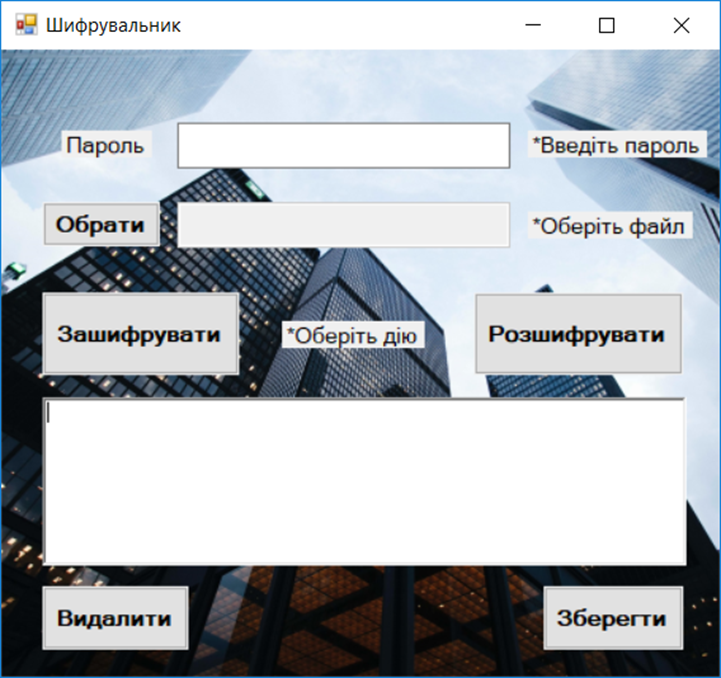 Шифрувальник
Пароль
*Введіть пароль
Обрати
*Оберіть файл
Зашифрувати
*Оберіть дію
Розшифрувати
Видалити
Зберегти